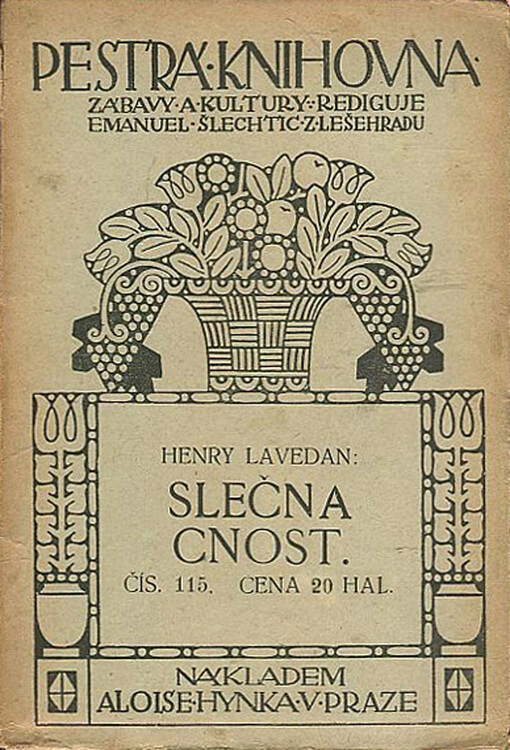 PESTRÁ·KNIHOVNA·
ZÁBAVY·A·KULTURY·REDIGUJE
EMANUEL·ŠLECHTIC·Z·LEŠEHRADU
HENRY LAVEDAN:
SLEČNA
CNOST.
ČÍS. 115. CENA 20 HAL.
NÁKLADEM
ALOISE·HYNKA·V·PRAZE